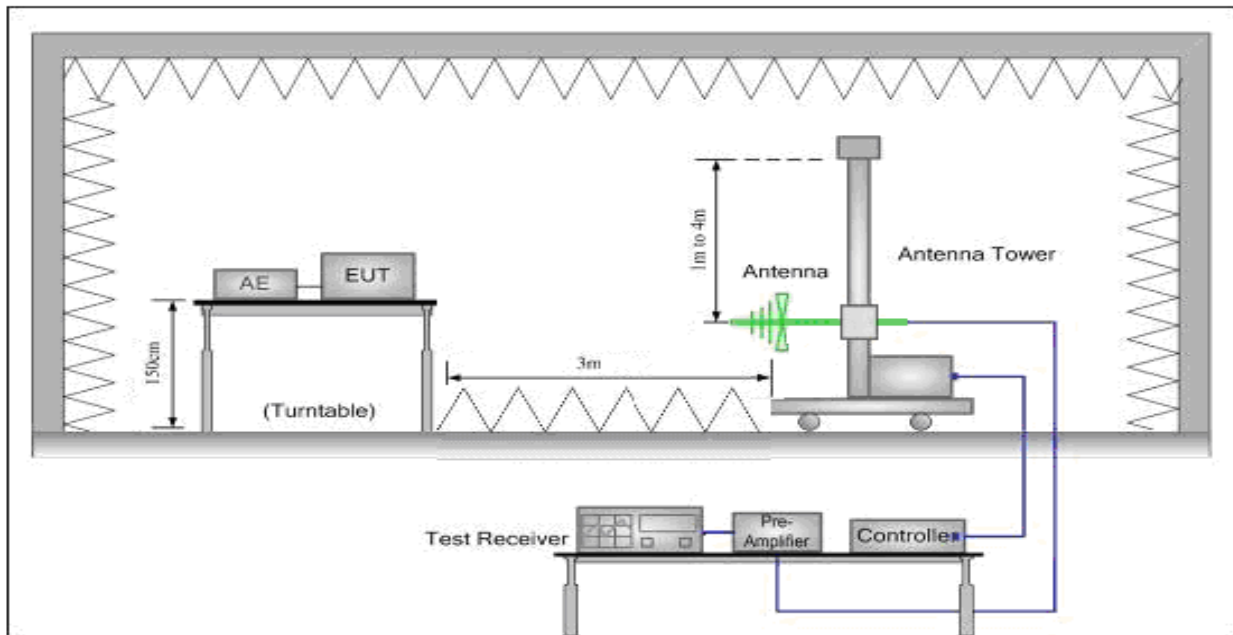 1m to 4m
Antenna
Antenna Tower
AE
EUT
150cm
3m
(Turntable)
Test Receiver
Pre-
Amplifier
Controller